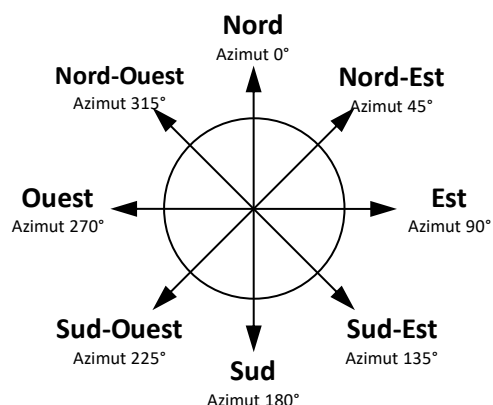 Nord
Azimut 0°
Nord-Ouest
Azimut 315°
Nord-Est
Azimut 45°
Ouest
Azimut 270°
Est
Azimut 90°
Sud-Ouest
Azimut 225°
Sud-Est
Azimut 135°
Sud
Azimut 180°